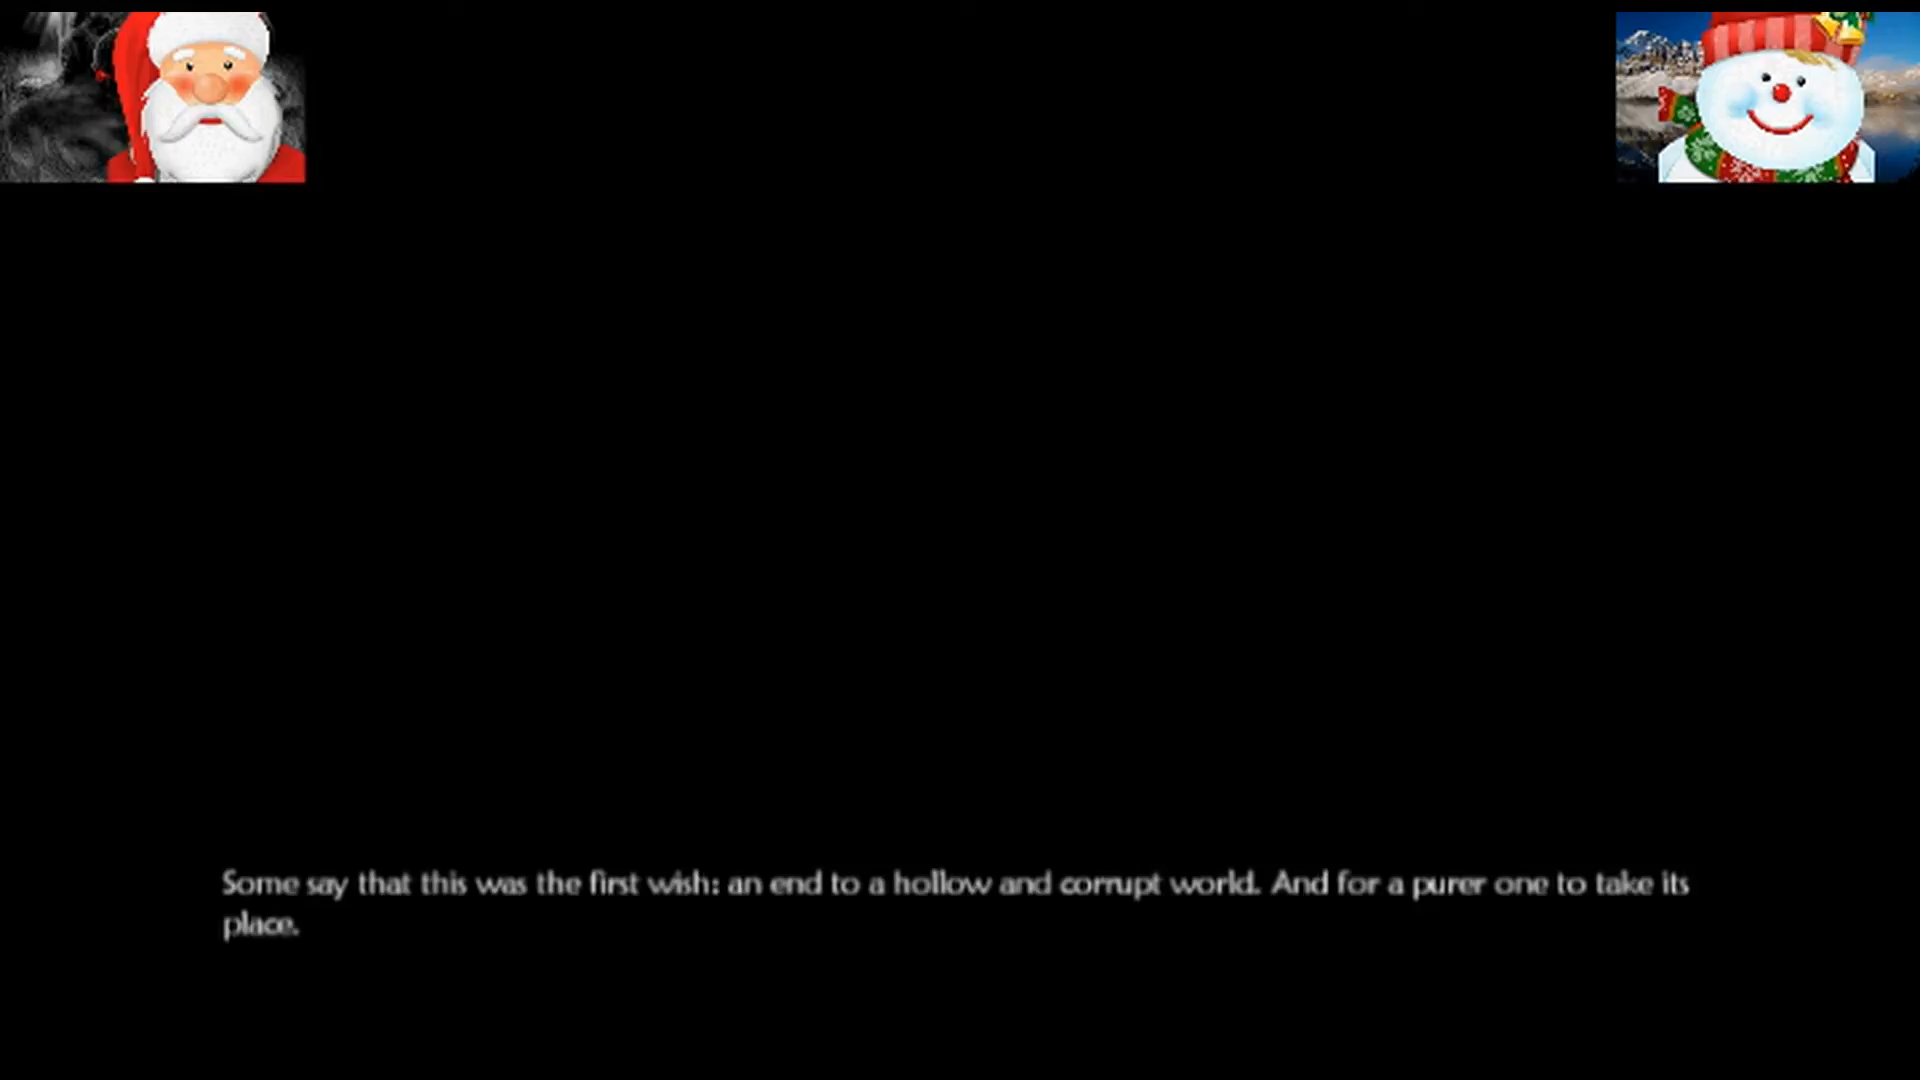 Some say that this was the first wish: an end to a hollow and corrupt world. And for a purer one to take its
place.